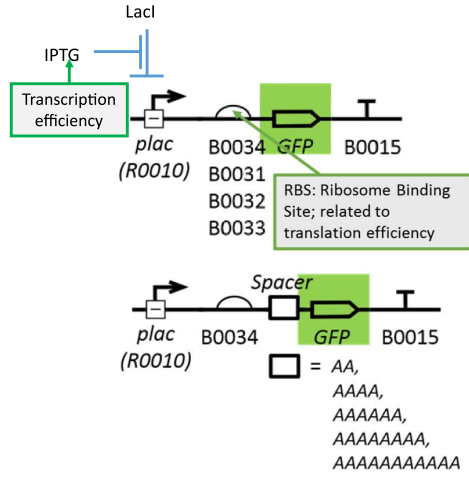 LacI
IPTG
Transcription
efficiency
plac
(R0010)
B0034
GFP
B0015
B0031
B0032
B0033
RBS: Ribosome Binding
Site; related to
translation efficiency
Spacer
plac
(R0010)
B0034
GFP
B0015
= AA,
AAAA,
AAAAAA,
AAAAAAAA,
AAAAAAAAAAA